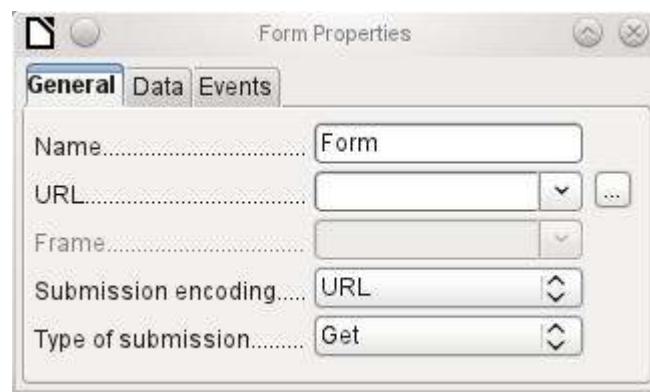 Form Properties
General Data Events
Name.............................. Form
URL................................ ...
Frame.............................
Submission encoding..... URL
Type of submission......... Get